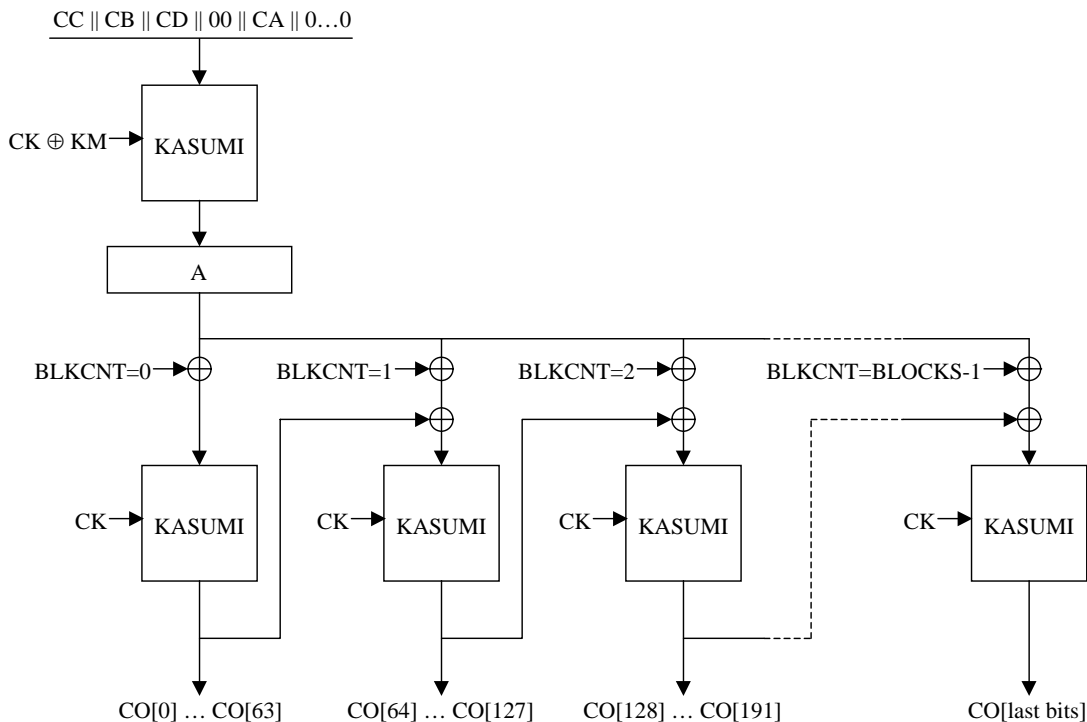 CC || CB || CD || 00 || CA || 0…0
CK ⊕ KM
KASUMI
A
BLKCNT=0
BLKCNT=1
BLKCNT=2
BLKCNT=BLOCKS-1
CK
KASUMI
CK
KASUMI
CK
KASUMI
CK
KASUMI
CO[0] … CO[63]
CO[64] … CO[127]
CO[128] … CO[191]
CO[last bits]